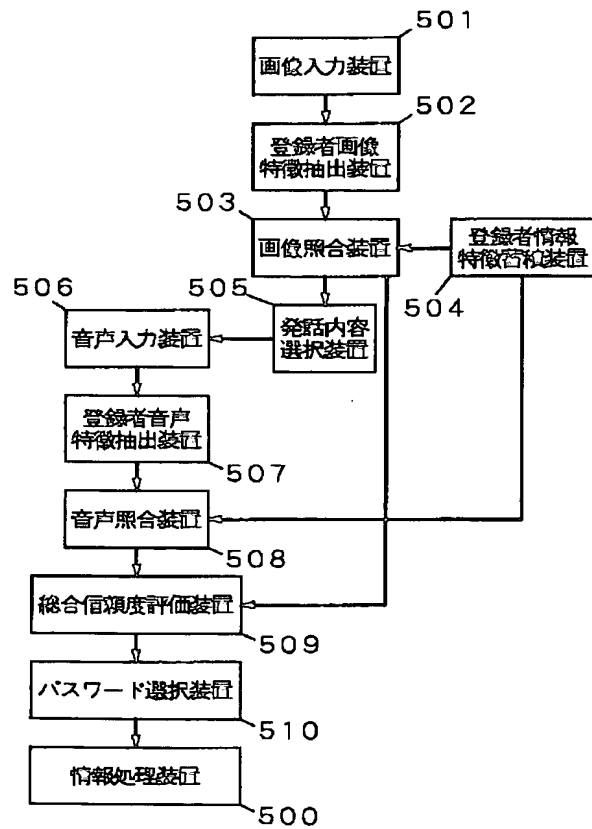 501
画像入力装置
502
登録者画像
特徴抽出装置
503
画像照合装置
登録者情報
特徴蓄積装置
504
505
発話内容
選択装置
506
音声入力装置
登録者音声
特徴抽出装置
507
音声照合装置
508
総合信頼度評価装置
509
パスワード選択装置
510
情報処理装置
500